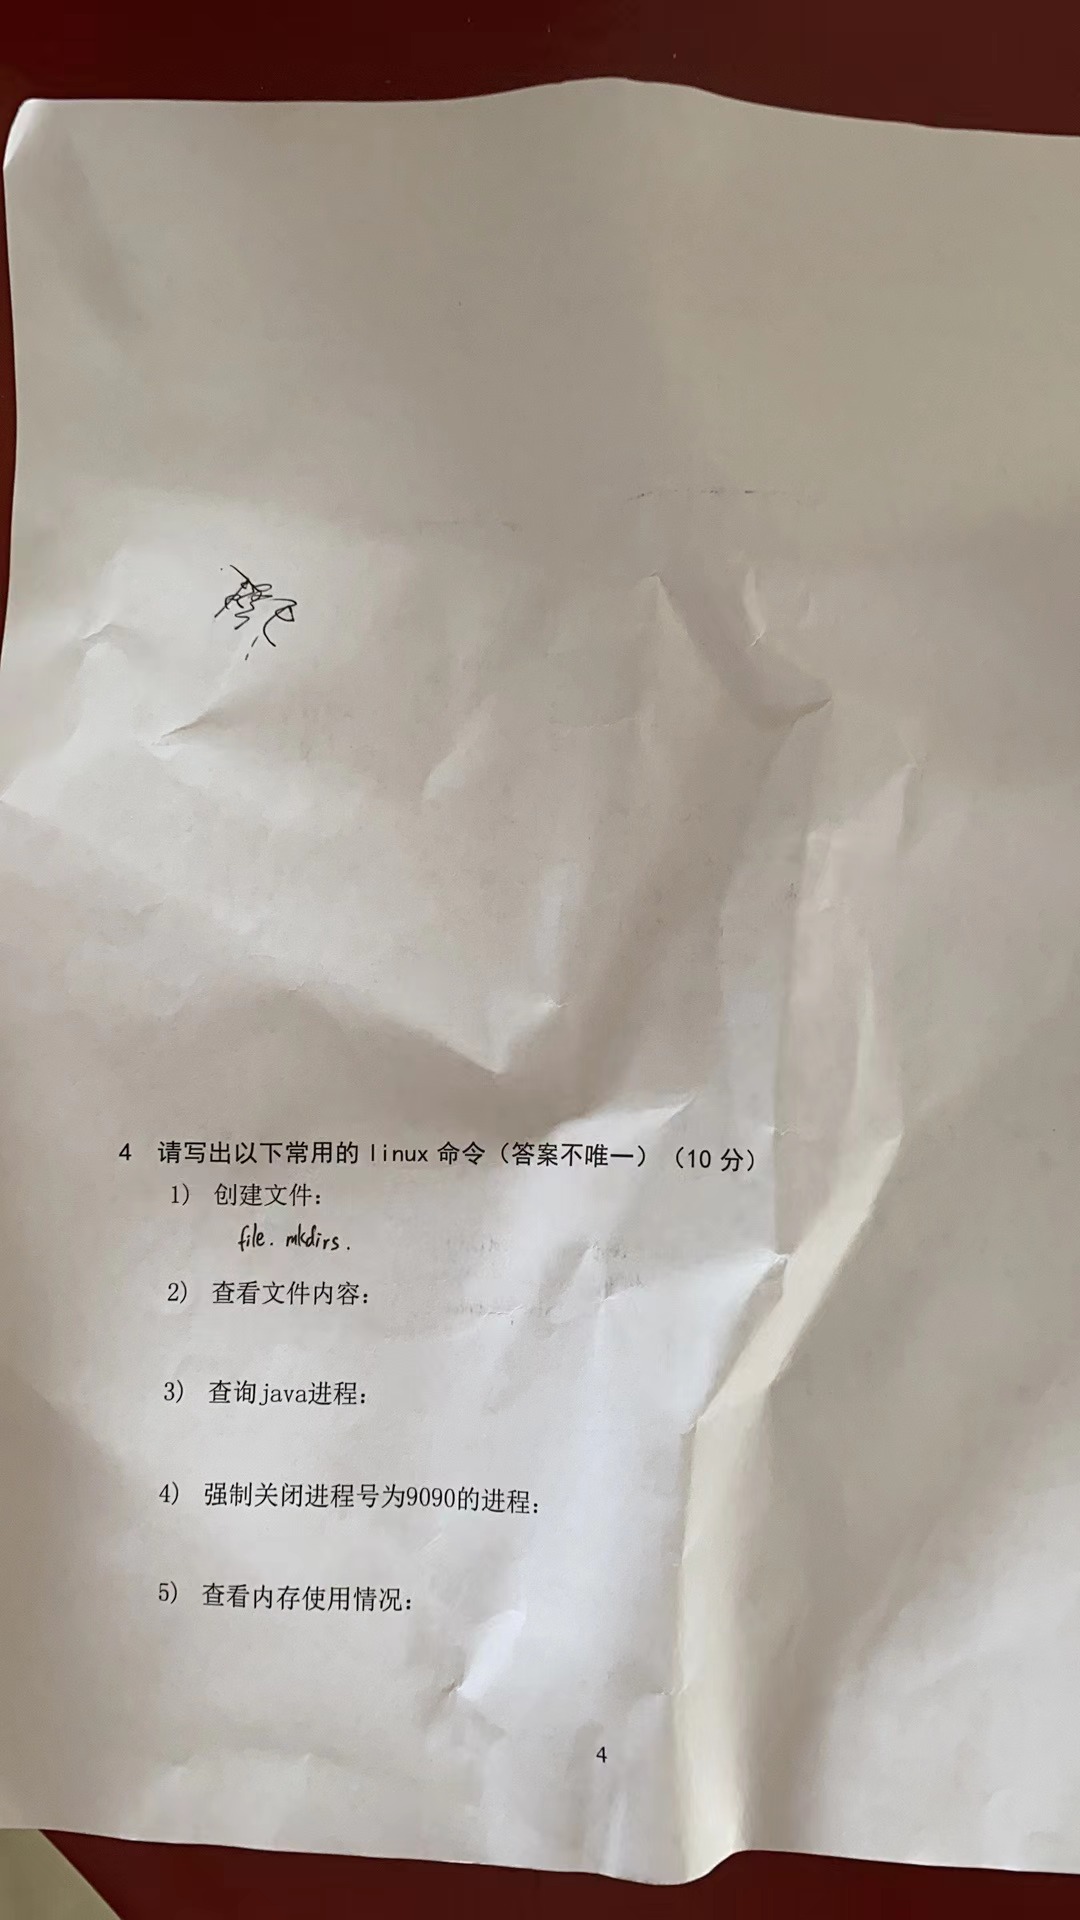 4 请写出以下常用的 linux 命令（答案不唯一）（10 分）
1) 创建文件:
file. mkdirs.
2) 查看文件内容:
3) 查询java进程:
4) 强制关闭进程号为9090的进程:
5) 查看内存使用情况:
4